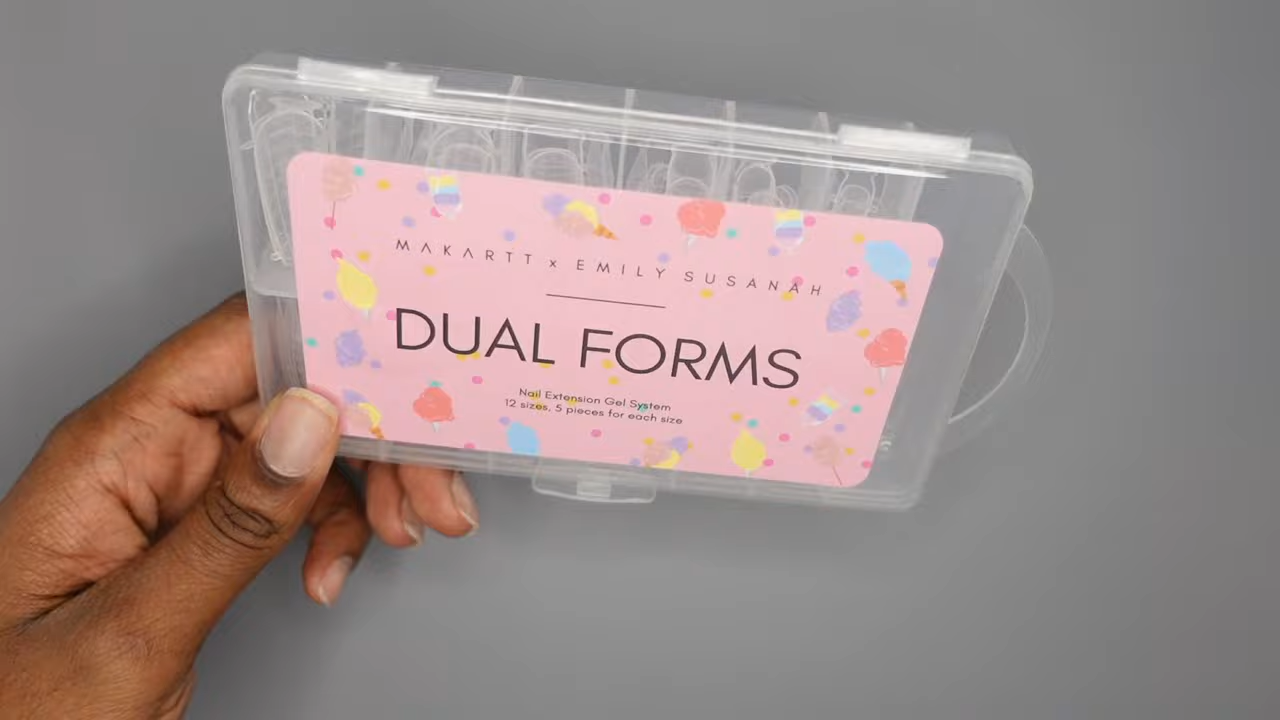 MAKARTT x EMILY SUSANAH
DUAL FORMS
Nail Extension Gel System
12 sizes, 5 pieces for each size